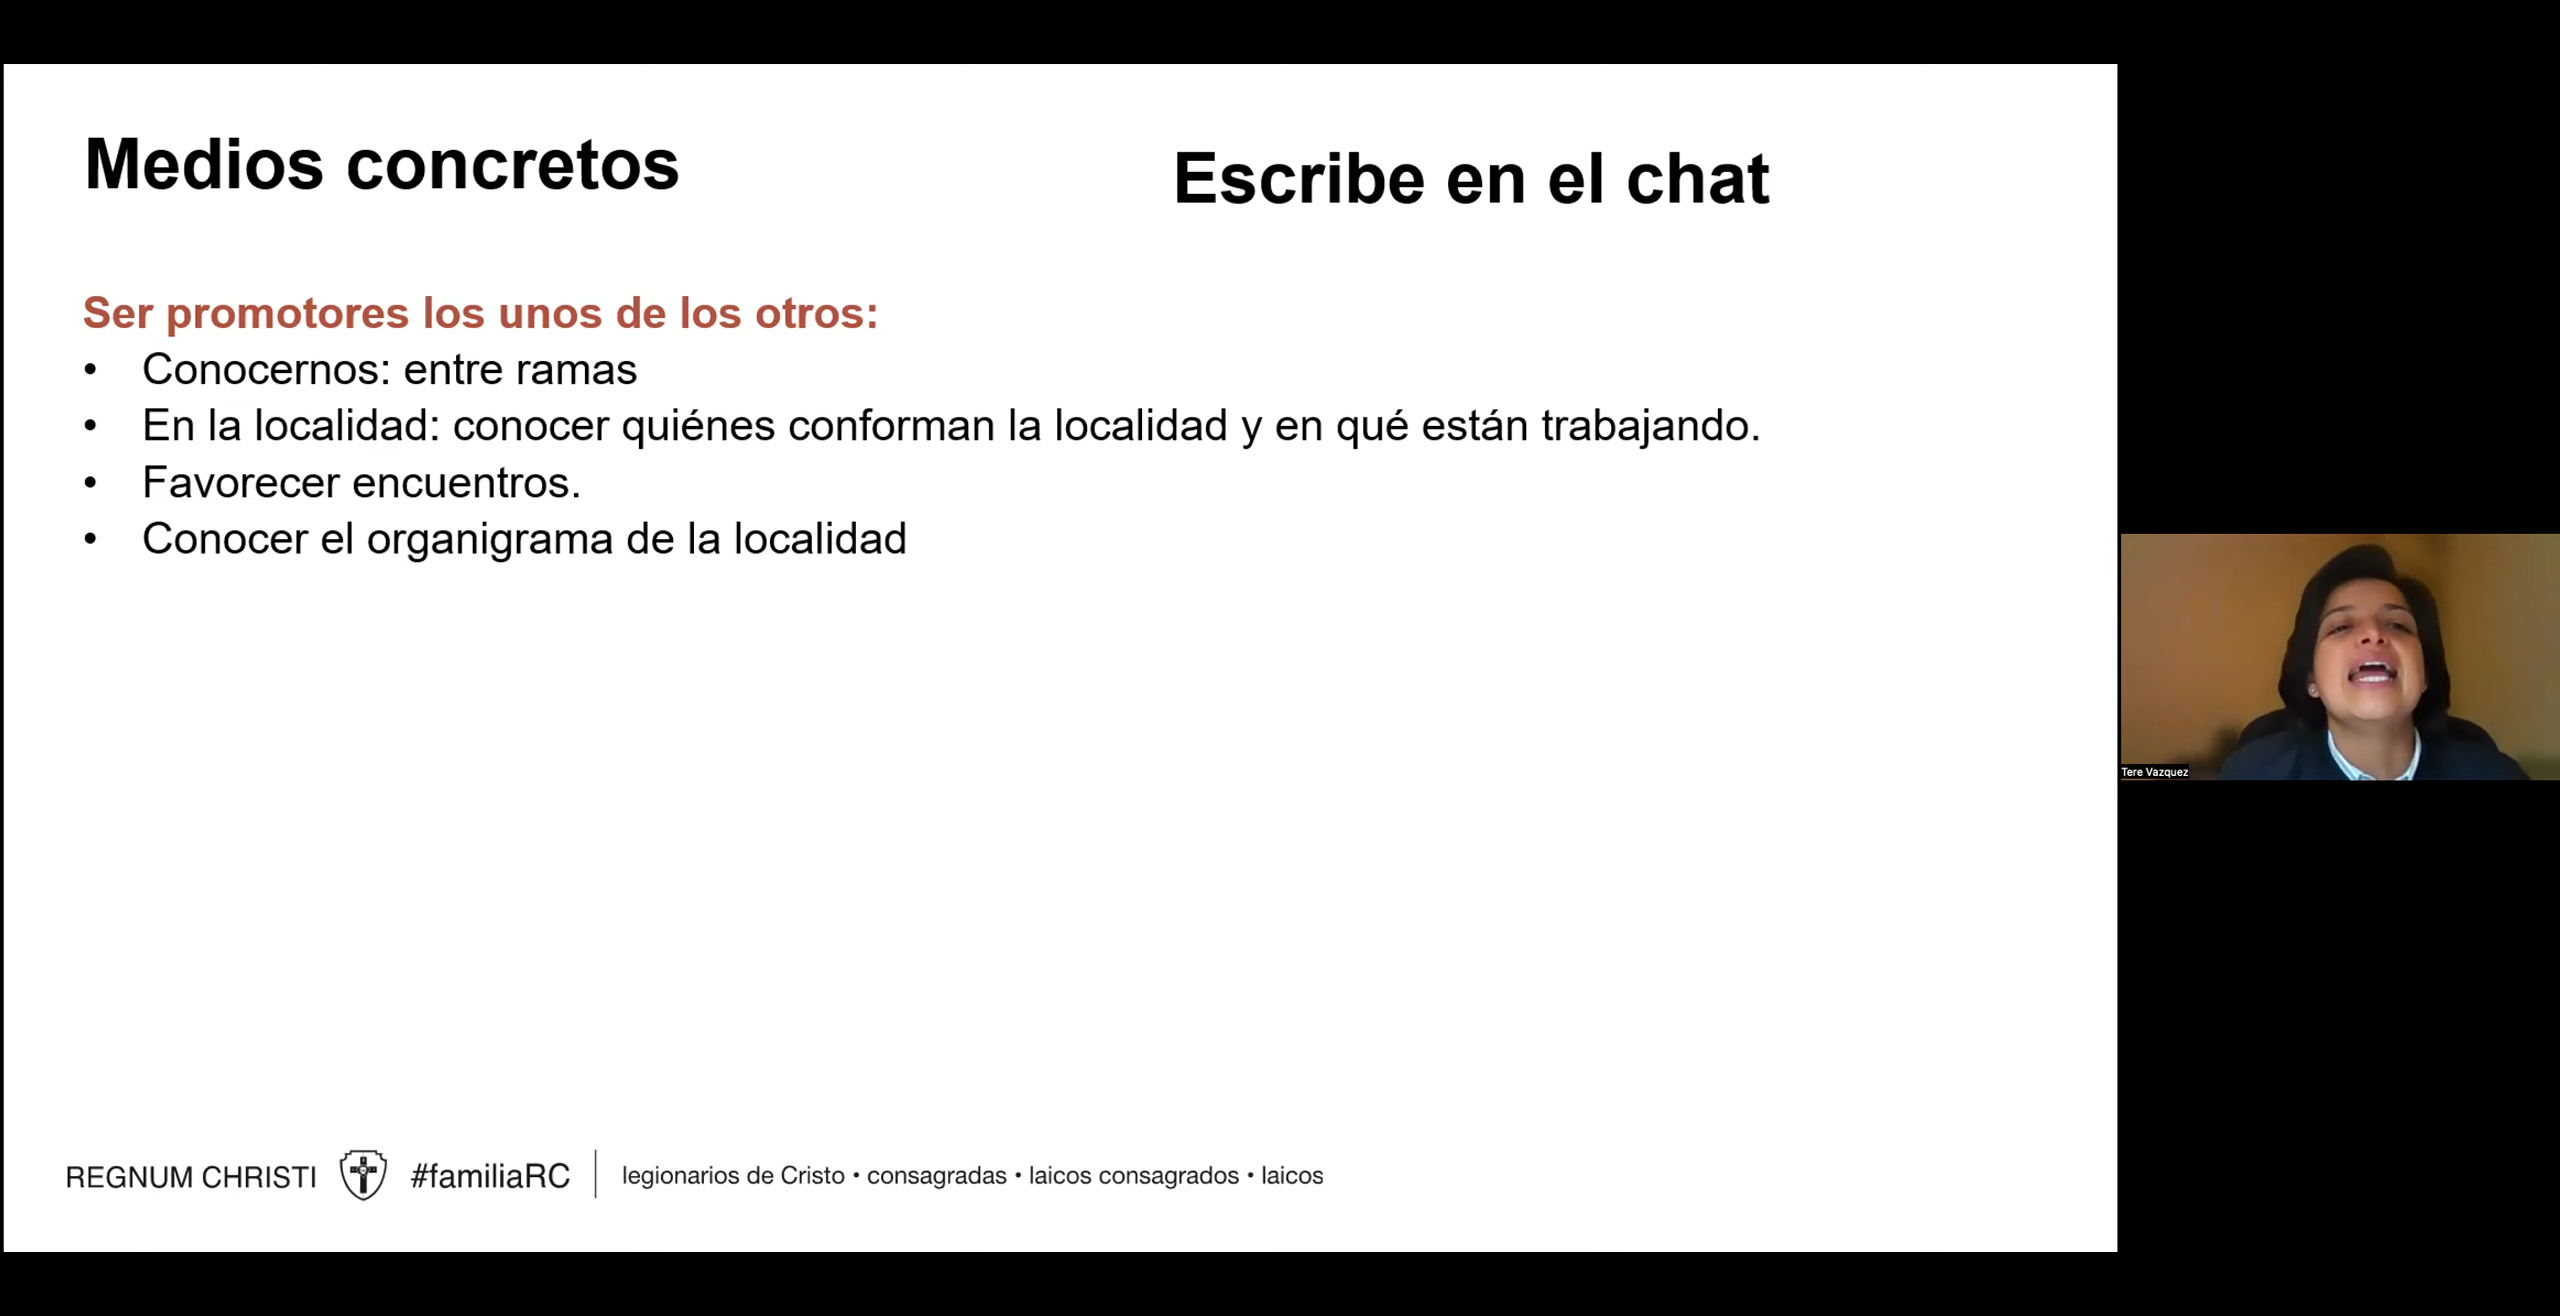 Medios concretos
Escribe en el chat
Ser promotores los unos de los otros:
• Conocernos: entre ramas
• En la localidad: conocer quiénes conforman la localidad y en qué están trabajando.
• Favorecer encuentros.
• Conocer el organigrama de la localidad
Tere Vazquez
REGNUM CHRISTI #familiaRC legionarios de Cristo • consagradas • laicos consagrados • laicos